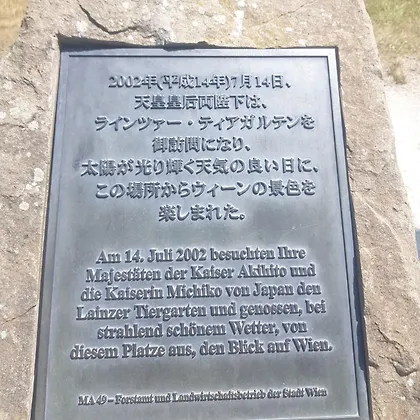 2002年(平成14年)7月14日、
天皇皇后両陛下は、
ラインツァー・ティアガルテンを
御訪問になり、
太陽が光り輝く天気の良い日に、
この場所からウィーンの景色を
楽しまれた。
Am 14. Juli 2002 besuchten Ihre
Majestäten der Kaiser Akihito und
die Kaiserin Michiko von Japan den
Lainzer Tiergarten und genossen, bei
strahlend schönem Wetter, von
diesem Platze aus, den Blick auf Wien.
MA 49 – Forstamt und Landwirtschaftsbetrieb der Stadt Wien